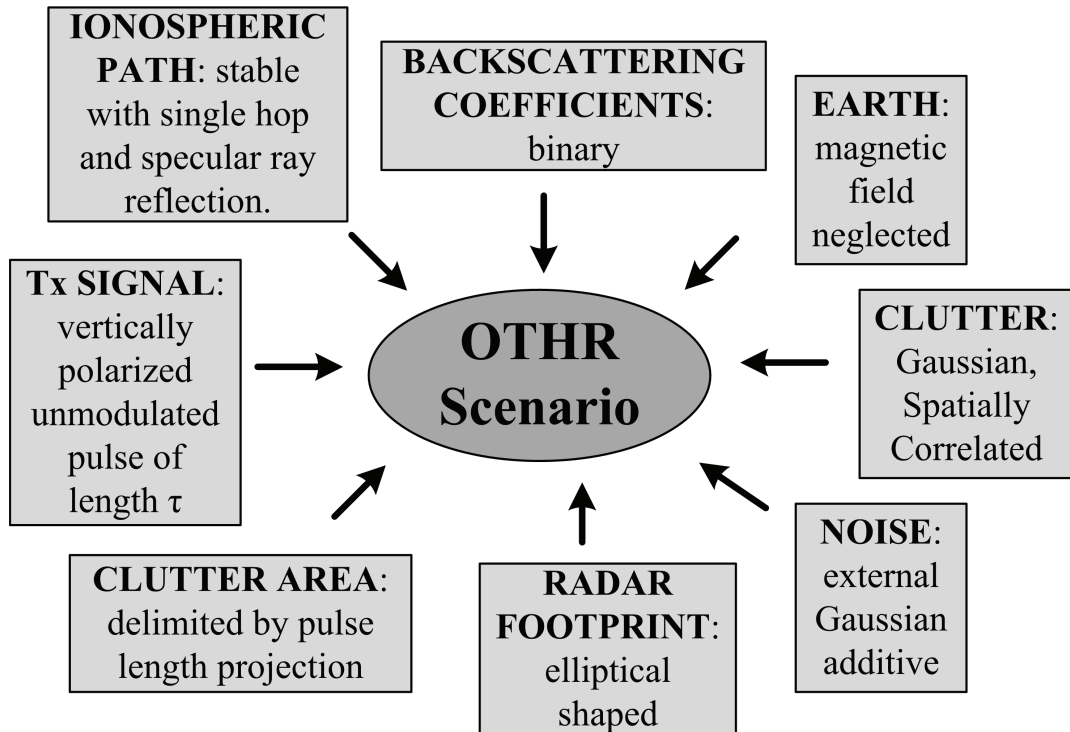 IONOSPHERIC
PATH: stable
with single hop
and specular ray
reflection.
BACKSCATTERING
COEFFICIENTS:
binary
EARTH:
magnetic
field
neglected
Tx SIGNAL:
vertically
polarized
unmodulated
pulse of
length τ
OTHR
Scenario
CLUTTER:
Gaussian,
Spatially
Correlated
CLUTTER AREA:
delimited by pulse
length projection
RADAR
FOOTPRINT:
elliptical
shaped
NOISE:
external
Gaussian
additive